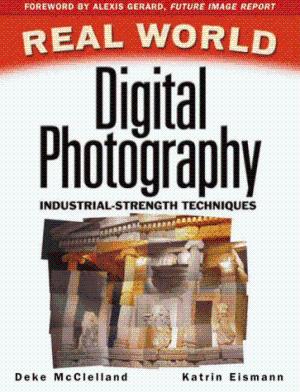 FOREWORD BY ALEXIS GERARD, FUTURE IMAGE REPORT
REAL WORLD
Digital
Photography
INDUSTRIAL-STRENGTH TECHNIQUES
Deke McClelland Katrin Eismann